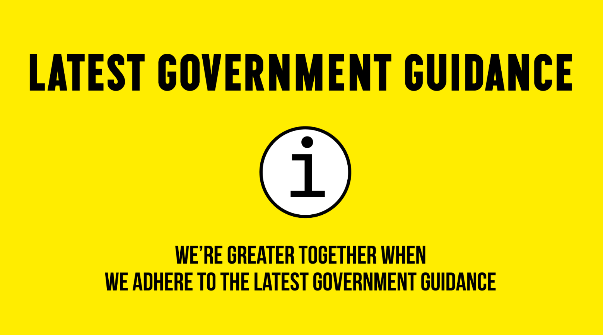 LATEST GOVERNMENT GUIDANCE
i
WE'RE GREATER TOGETHER WHEN
WE ADHERE TO THE LATEST GOVERNMENT GUIDANCE